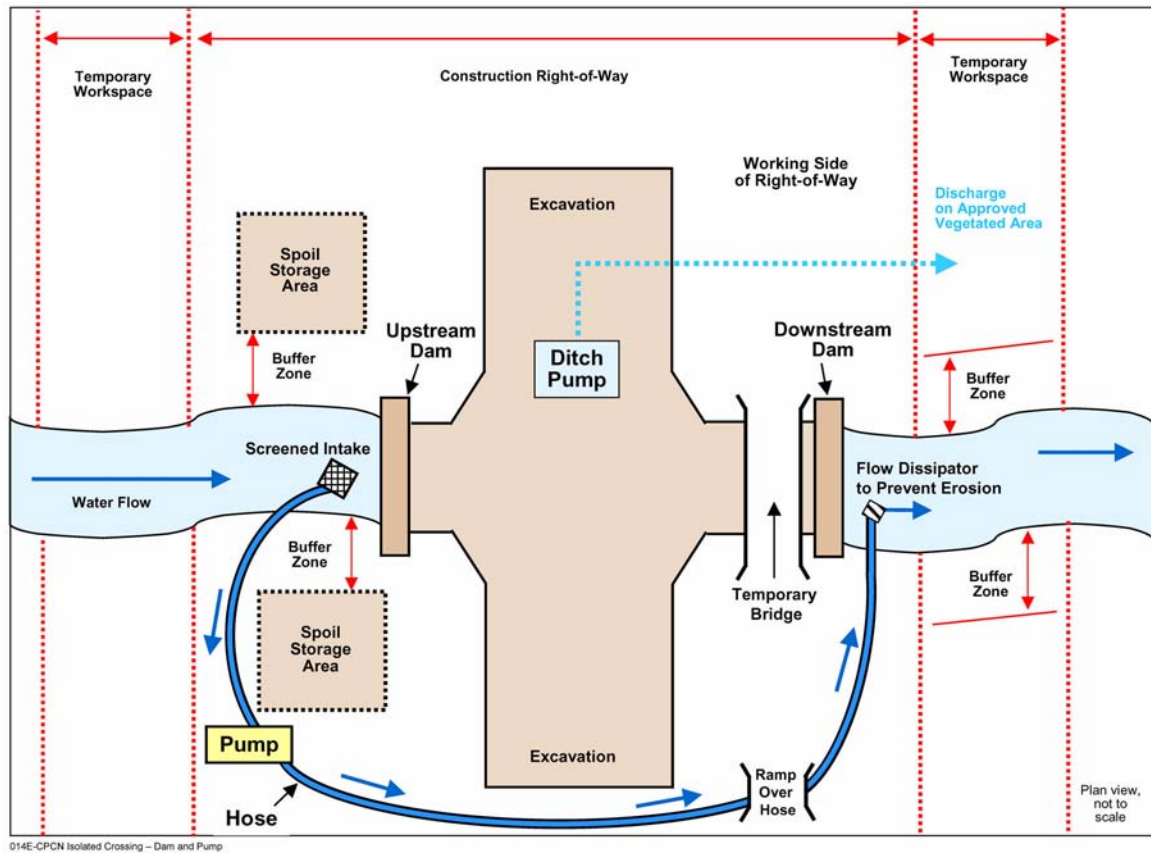 Temporary
Workspace
Construction Right-of-Way
Temporary
Workspace
Working Side
of Right-of-Way
Excavation
Discharge
on Approved
Vegetated Area
Spoil
Storage
Area
Upstream
Dam
Ditch
Pump
Downstream
Dam
Buffer
Zone
Buffer
Zone
Screened Intake
Water Flow
Flow Dissipator
to Prevent Erosion
Buffer
Zone
Temporary
Bridge
Buffer
Zone
Spoil
Storage
Area
Pump
Excavation
Ramp
Over
Hose
Hose
Plan view,
not to
scale
014E-CPCN Isolated Crossing – Dam and Pump